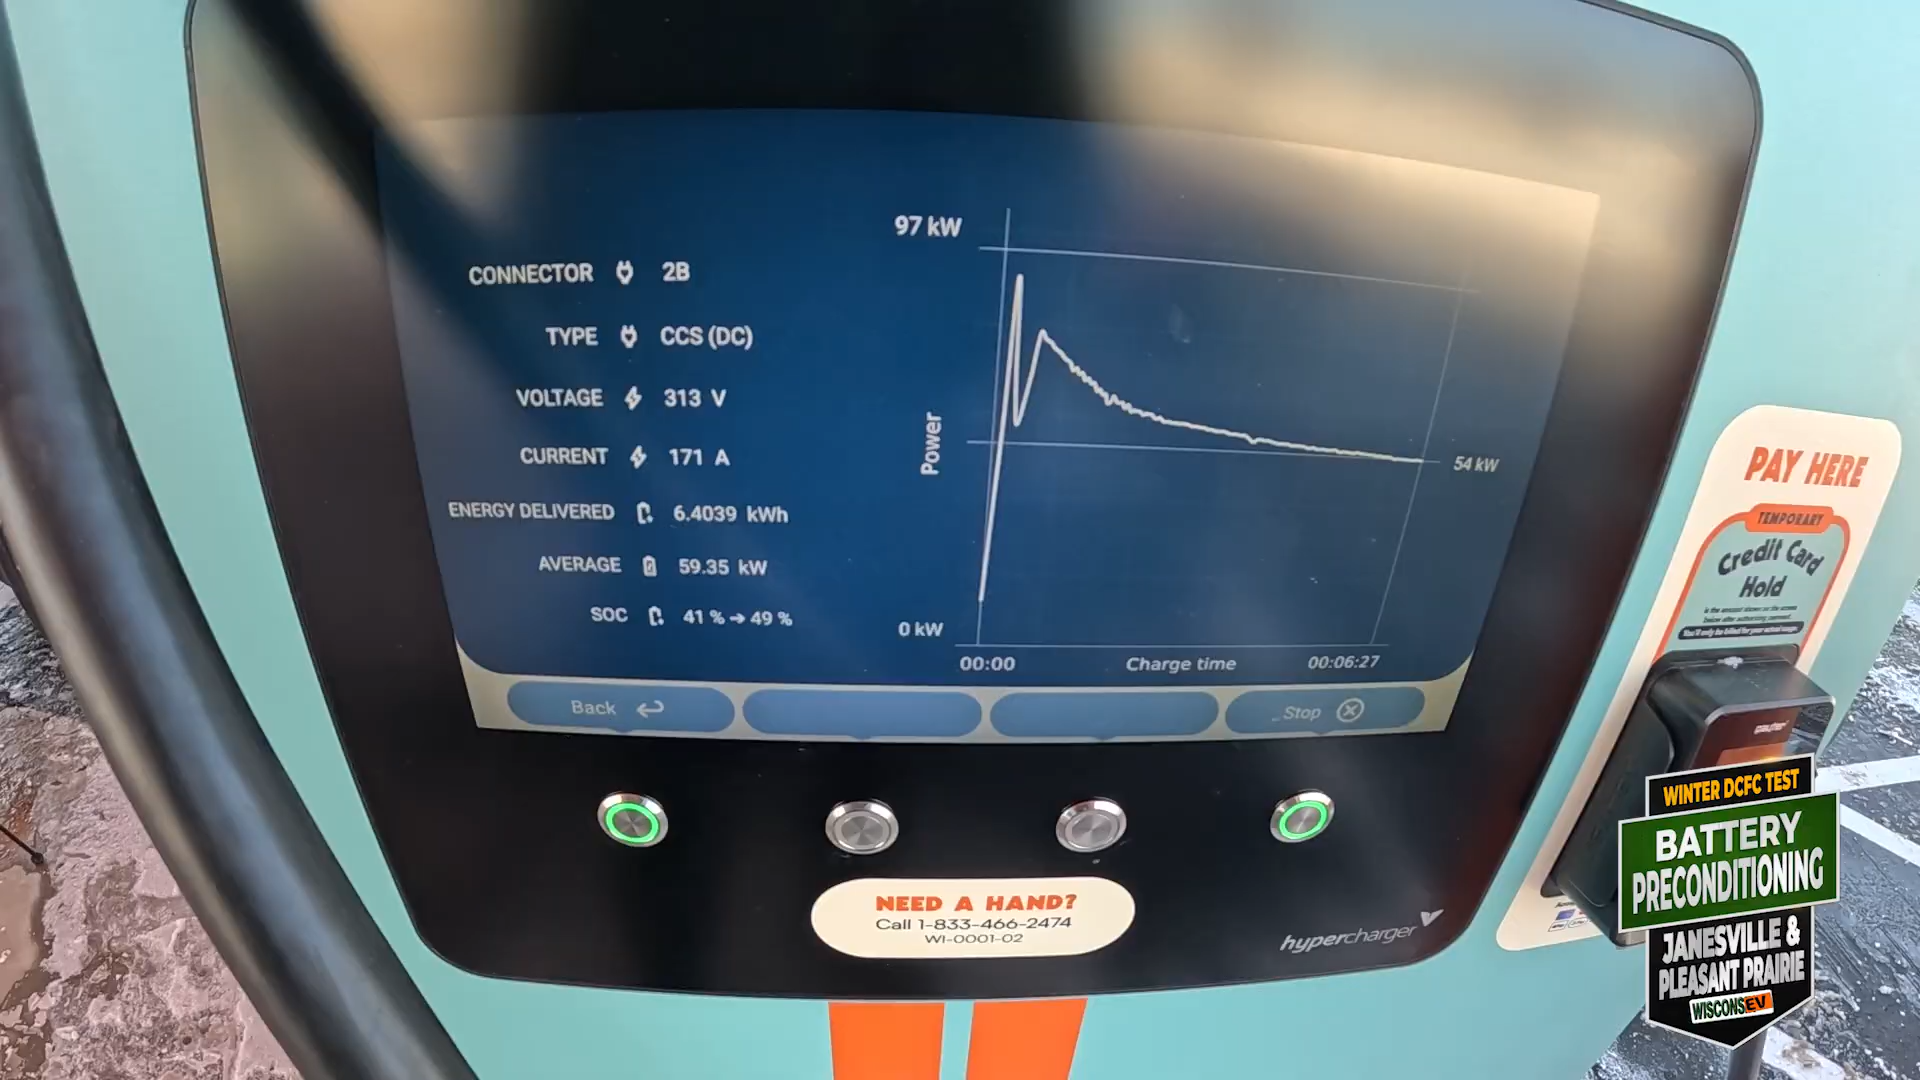 CONNECTOR 2B
TYPE CCS (DC)
VOLTAGE 313 V
CURRENT 171 A
ENERGY DELIVERED 6.4039 kWh
AVERAGE 59.35 kW
SOC 41 % → 49 %
97 kW
Power
54 kW
0 kW
00:00 Charge time 00:06:27
Back
Stop
NEED A HAND?
Call 1-833-466-2474
WI-0001-02
hypercharger
PAY HERE
TEMPORARY
Credit Card
Hold
WINTER DCFC TEST
BATTERY
PRECONDITIONING
JANESVILLE &
PLEASANT PRAIRIE
WISCONSEV